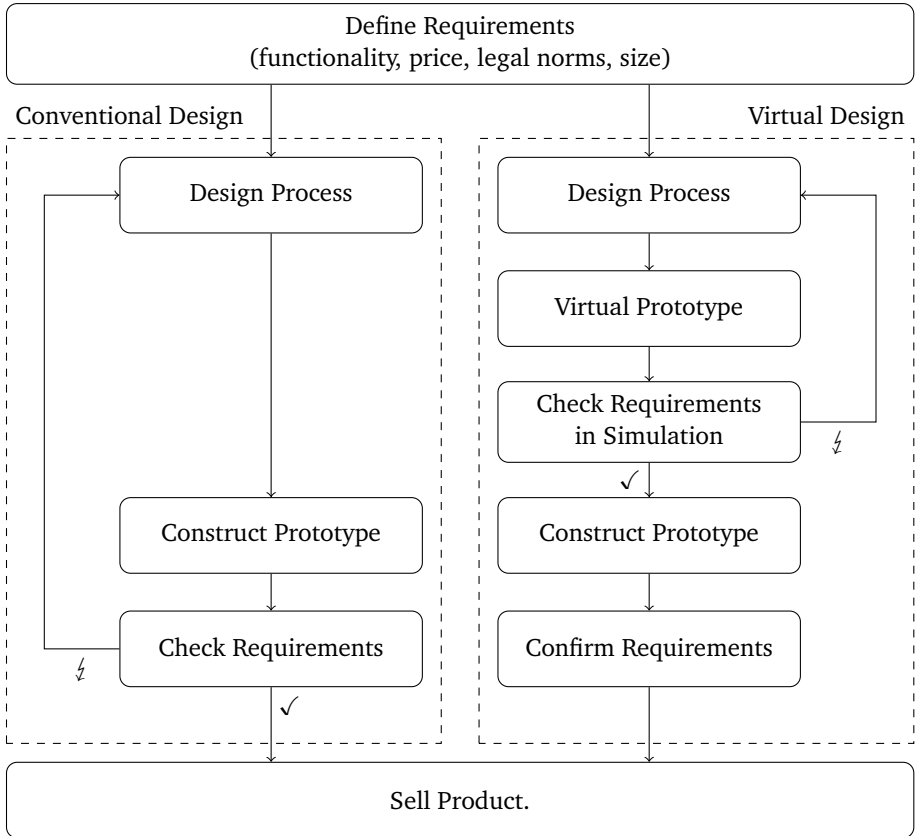 Define Requirements
(functionality, price, legal norms, size)
Conventional Design
Virtual Design
Design Process
Design Process
Virtual Prototype
Check Requirements
in Simulation
✓
Construct Prototype
Construct Prototype
Check Requirements
Confirm Requirements
✓
Sell Product.